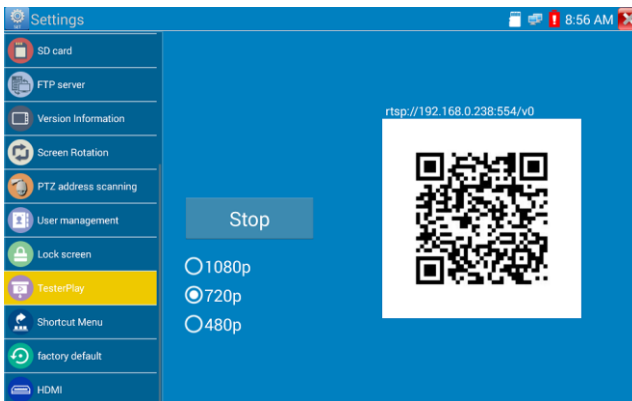 Settings
8:56 AM
SD card
FTP server
Version Information
Screen Rotation
PTZ address scanning
User management
Lock screen
TesterPlay
Shortcut Menu
factory default
HDMI
rtsp://192.168.0.238:554/v0
Stop
1080p
720p
480p